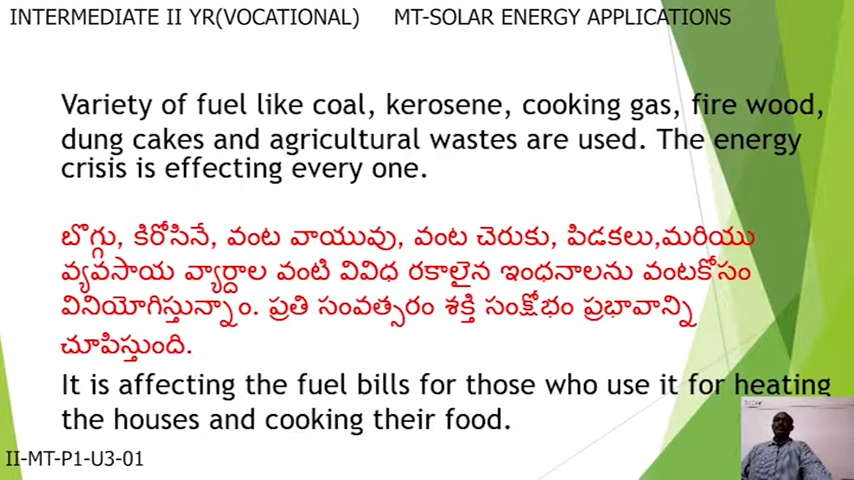 INTERMEDIATE II YR(VOCATIONAL) MT-SOLAR ENERGY APPLICATIONS
Variety of fuel like coal, kerosene, cooking gas, fire wood,
dung cakes and agricultural wastes are used. The energy
crisis is effecting every one.
బొగ్గు, కిరోసినే, వంట వాయువు, వంట చెరుకు, పిడకలు,మరియు
వ్యవసాయ వ్యార్దాల వంటి వివిధ రకాలైన ఇంధనాలను వంటకోసం
వినియోగిస్తున్నాం. ప్రతి సంవత్సరం శక్తి సంక్షోభం ప్రభావాన్ని
చూపిస్తుంది.
It is affecting the fuel bills for those who use it for heating
the houses and cooking their food.
II-MT-P1-U3-01